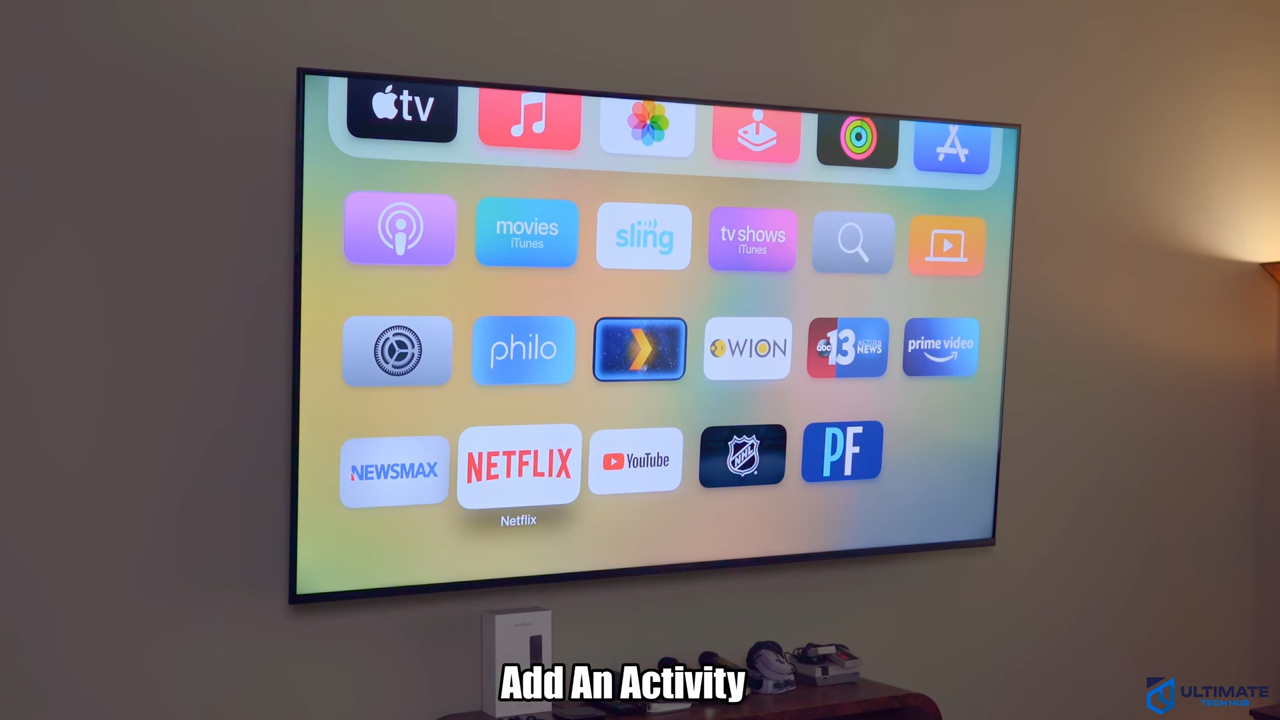 tv
movies
iTunes
sling
tv shows
iTunes
philo
WION
abc 13 ACTION NEWS
prime video
NEWSMAX
NETFLIX
YouTube
NHL
PF
Netflix
Add An Activity
ULTIMATE
TECH HUB